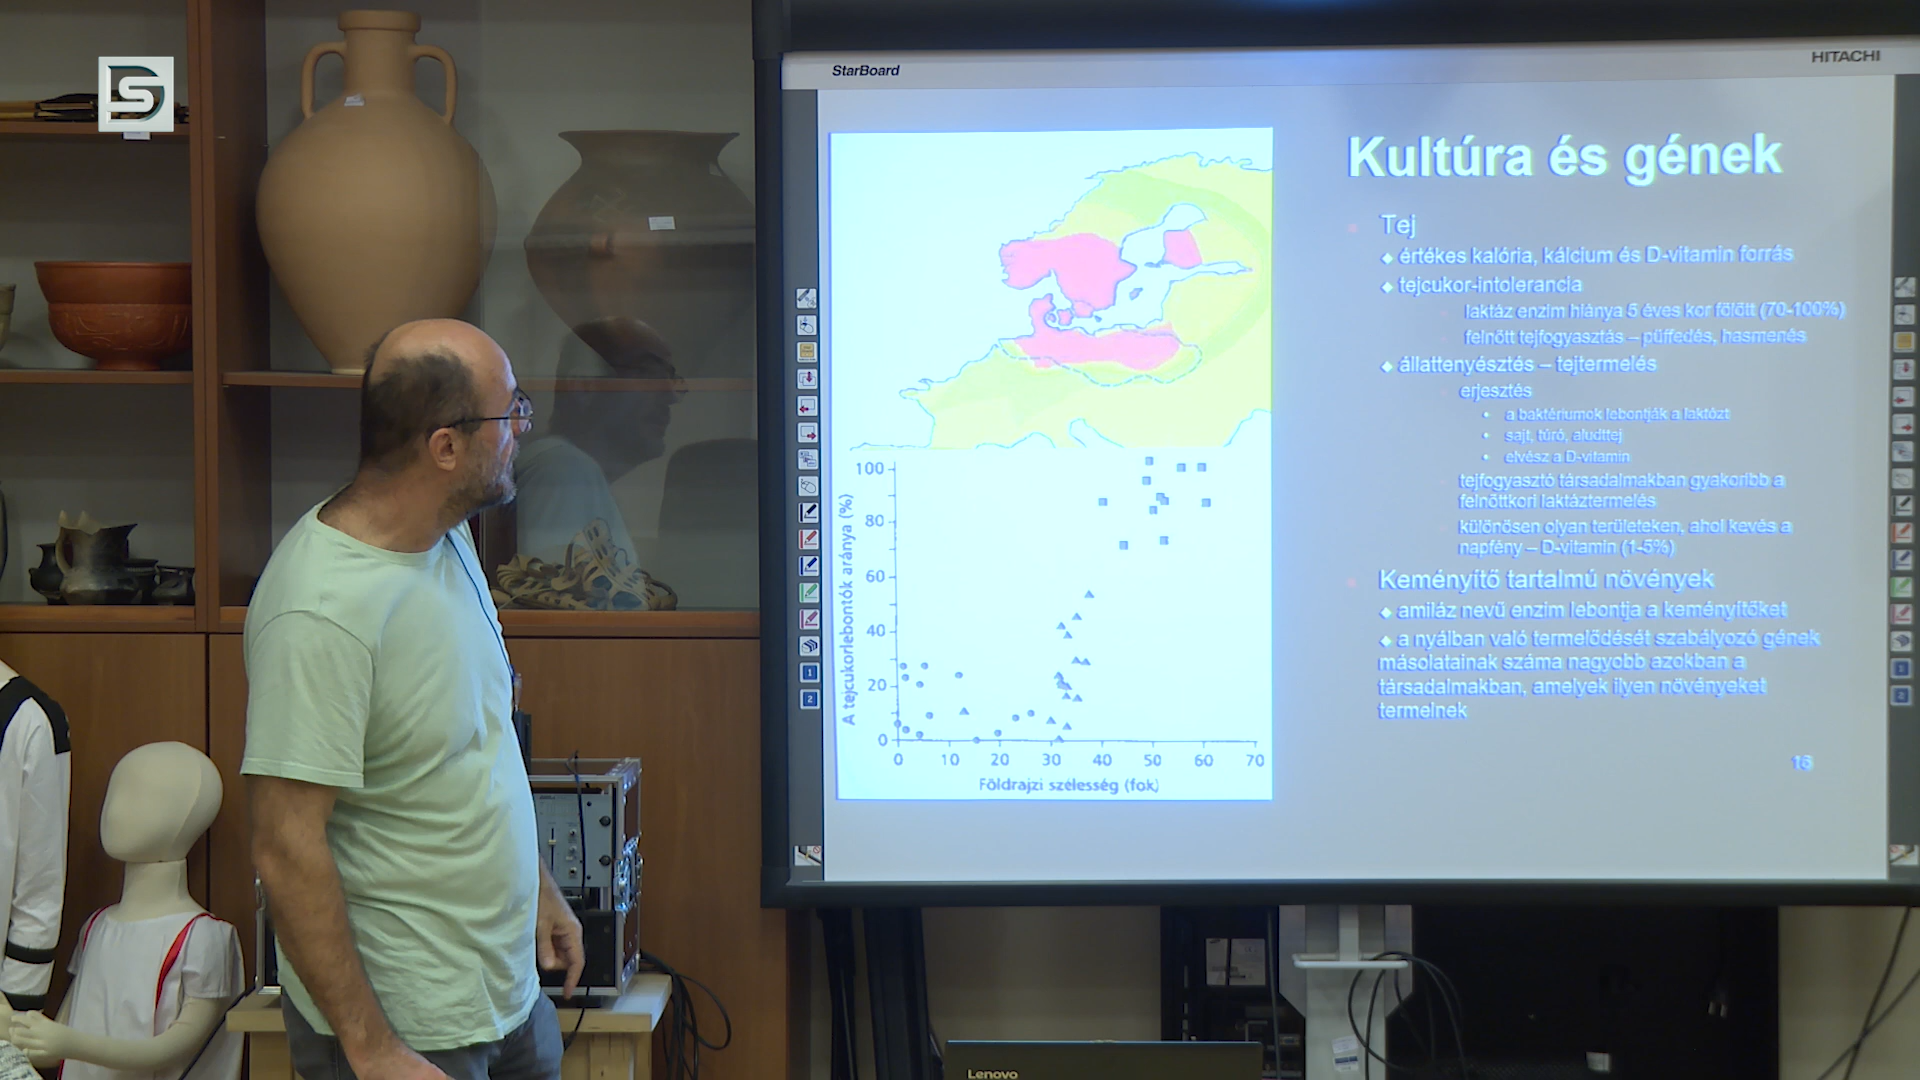 DS
StarBoard
HITACHI
Kultúra és gének
Tej
értékes kalória, kálcium és D-vitamin forrás
tejcukor-intolerancia
laktáz enzim hiánya 5 éves kor fölött (70-100%)
felnőtt tejfogyasztás – püffedés, hasmenés
állattenyésztés – tejtermelés
erjesztés
a baktériumok lebontják a laktózt
sajt, túró, aludttej
elvész a D-vitamin
tejfogyasztó társadalmakban gyakoribb a
felnőttkori laktáztermelés
különösen olyan területeken, ahol kevés a
napfény – D-vitamin (1-5%)
Keményítő tartalmú növények
amiláz nevű enzim lebontja a keményítőket
a nyálban való termelődését szabályozó gének
másolatainak száma nagyobb azokban a
társadalmakban, amelyek ilyen növényeket
termelnek
16
A tejcukorlebontók aránya (%)
100
80
60
40
20
0
0 10 20 30 40 50 60 70
Földrajzi szélesség (fok)
1
2
1
2
Lenovo